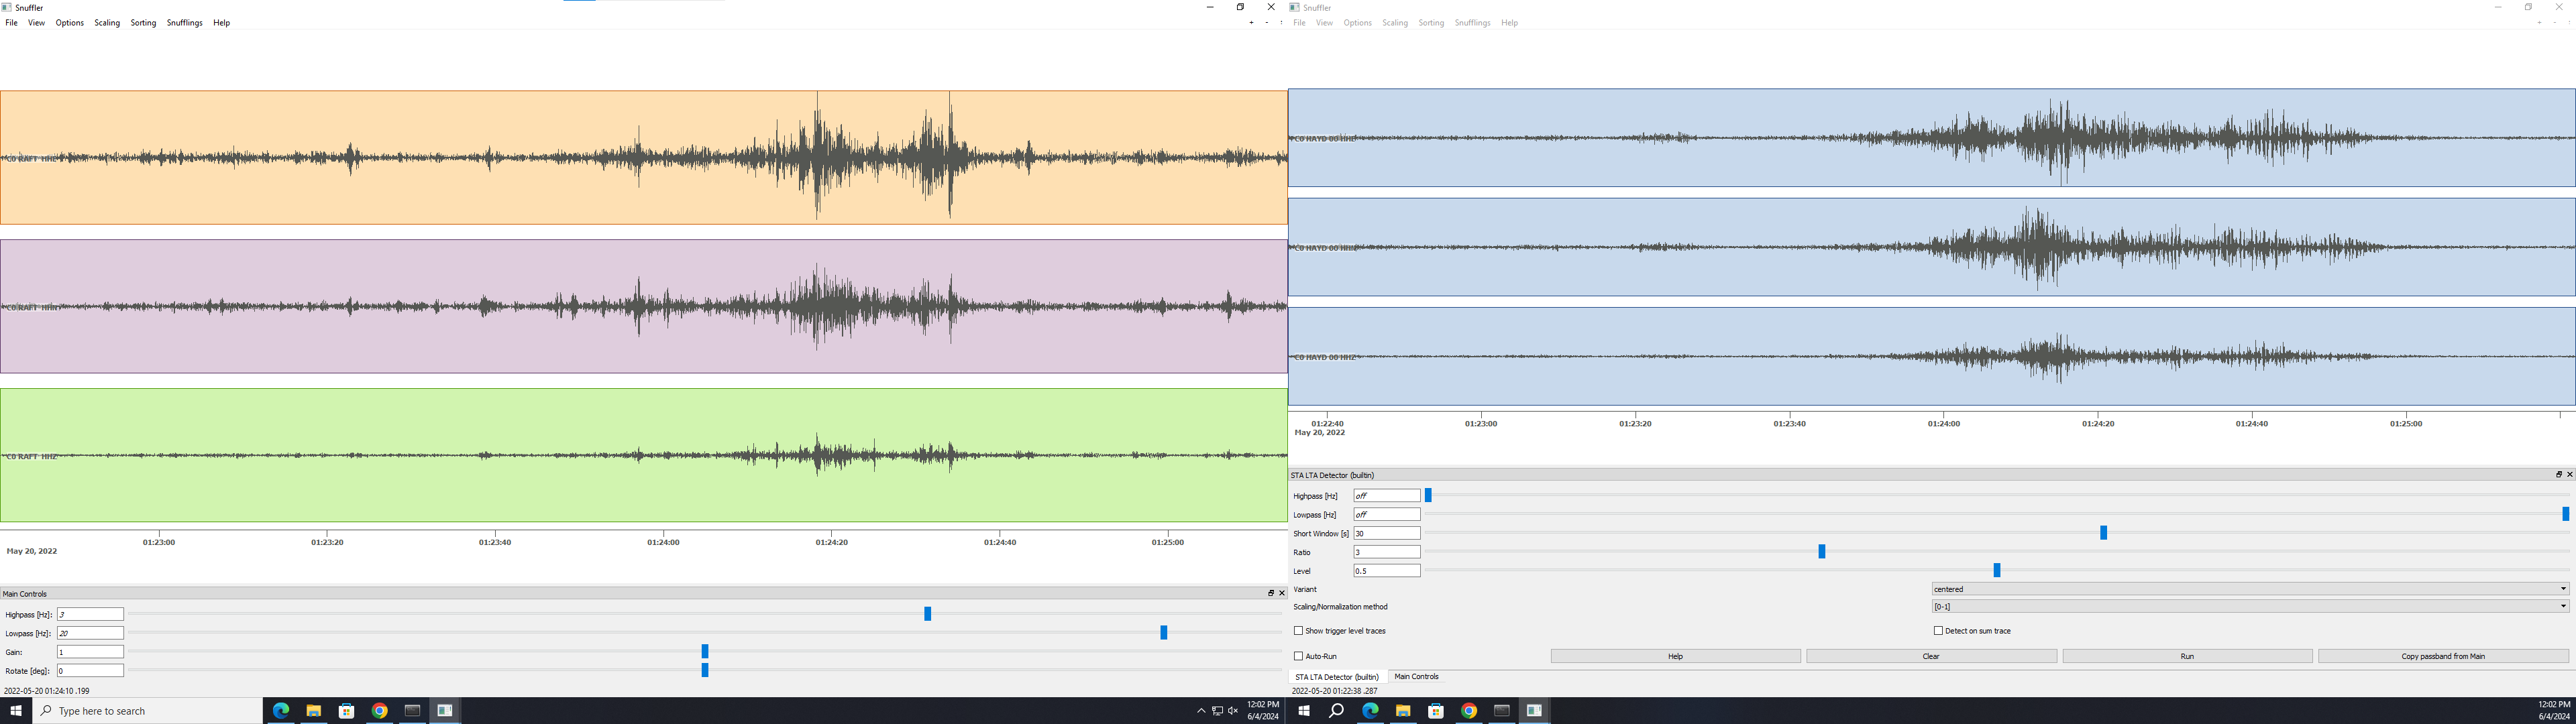 Snuffler
File View Options Scaling Sorting Snufflings Help
C0 RAFT HHE
C0 RAFT HHN
C0 RAFT HHZ
01:23:00 01:23:20 01:23:40 01:24:00 01:24:20 01:24:40 01:25:00
May 20, 2022
Main Controls
Highpass [Hz]: 3
Lowpass [Hz]: 20
Gain: 1
Rotate [deg]: 0
2022-05-20 01:24:10 .199
Type here to search
12:02 PM
6/4/2024
Snuffler
File View Options Scaling Sorting Snufflings Help
C0 HAYD 00 HHE
C0 HAYD 00 HHN
C0 HAYD 00 HHZ
01:22:40 01:23:00 01:23:20 01:23:40 01:24:00 01:24:20 01:24:40 01:25:00
May 20, 2022
STA LTA Detector (builtin)
Highpass [Hz] off
Lowpass [Hz] off
Short Window [s] 30
Ratio 3
Level 0.5
Variant centered
Scaling/Normalization method [0-1]
Show trigger level traces Detect on sum trace
Auto-Run Help Clear Run Copy passband from Main
STA LTA Detector (builtin) Main Controls
2022-05-20 01:22:38 .287
12:02 PM
6/4/2024